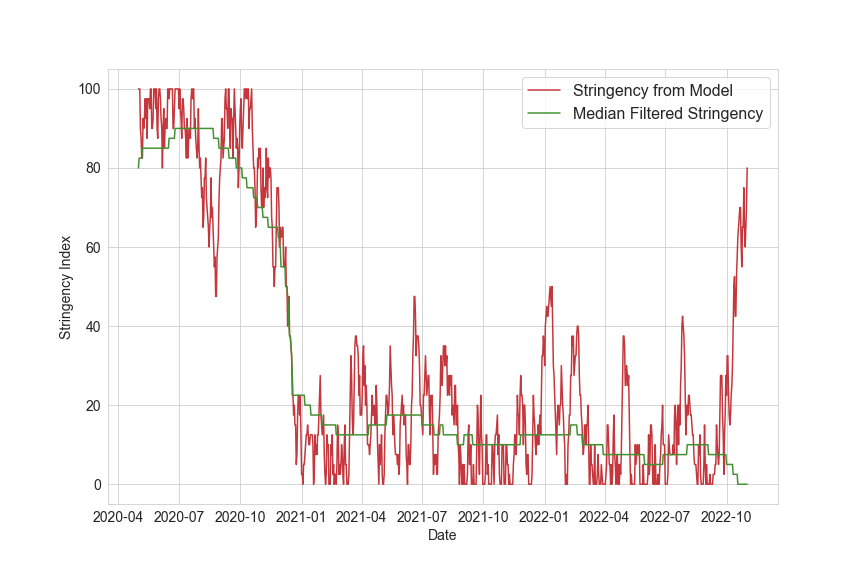 Stringency from Model
Median Filtered Stringency
100
80
60
40
20
0
Stringency Index
2020-04 2020-07 2020-10 2021-01 2021-04 2021-07 2021-10 2022-01 2022-04 2022-07 2022-10
Date